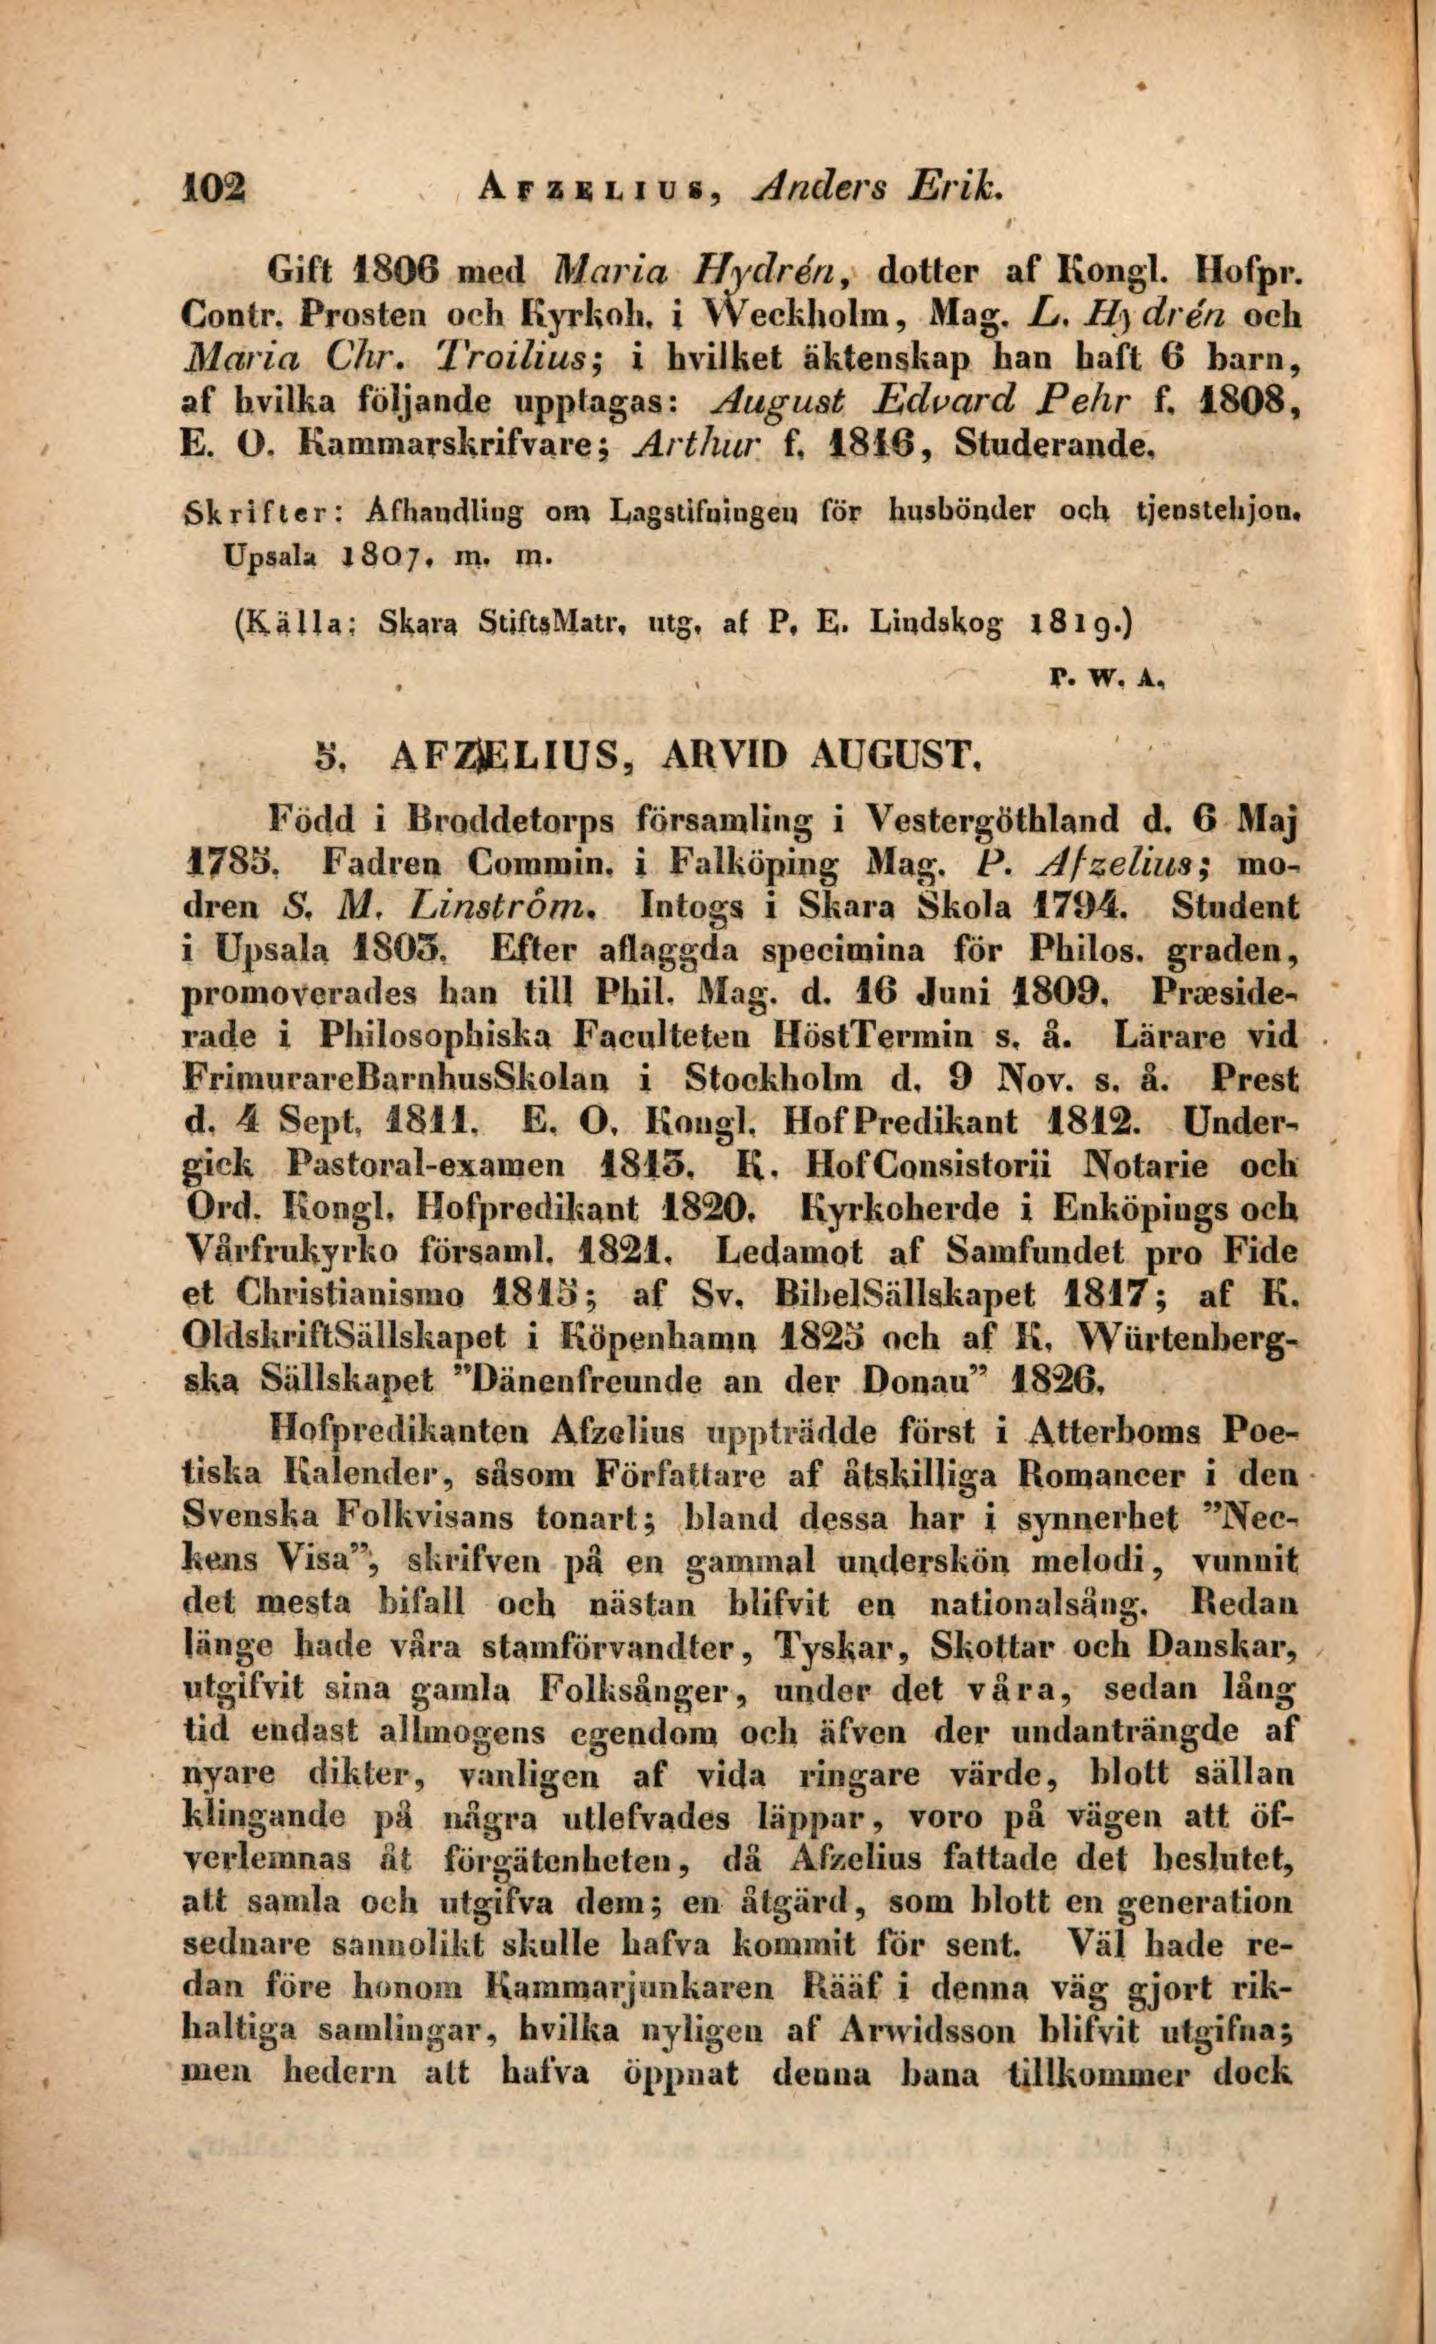 102 AFZELIUS, Anders Erik.
Gift 1806 med Maria Hydrén, dotter af Kongl. Hofpr.
Contr. Prosten och Kyrkoh. i Weckholm, Mag. L. Hydrén och
Maria Chr. Troilius; i hvilket äktenskap han haft 6 barn,
af hvilka följande upptagas: August Edvard Pehr f. 1808,
E. O. Kammarskrifvare; Arthur f. 1816, Studerande.
Skrifter: Afhandling om Lagstifningen för husbönder och tjenstehjon.
Upsala 1807. m. m.
(Källa: Skara StiftsMatr. utg. af P. E. Lindskog 1819.)
P. W. A.
5. AFZELIUS, ARVID AUGUST.
Född i Broddetorps församling i Vestergöthland d. 6 Maj
1785. Fadren Commin. i Falköping Mag. P. Afzelius; mo-
dren S. M. Linström. Intogs i Skara Skola 1794. Student
i Upsala 1803. Efter aflaggda specimina för Philos. graden,
promoverades han till Phil. Mag. d. 16 Juni 1809. Præside-
rade i Philosophiska Faculteten HöstTermin s. å. Lärare vid
FrimurareBarnhusSkolan i Stockholm d. 9 Nov. s. å. Prest
d. 4 Sept. 1811. E. O. Kongl. HofPredikant 1812. Under-
gick Pastoral-examen 1813. K. HofConsistorii Notarie och
Ord. Kongl. Hofpredikant 1820. Kyrkoherde i Enköpings och
Vårfrukyrko församl. 1821. Ledamot af Samfundet pro Fide
et Christianismo 1815; af Sv. BibelSällskapet 1817; af K.
OldskriftSällskapet i Köpenhamn 1825 och af K. Würtenberg-
ska Sällskapet ”Dänenfreunde an der Donau” 1826.
Hofpredikanten Afzelius uppträdde först i Atterboms Poe-
tiska Kalender, såsom Författare af åtskilliga Romancer i den
Svenska Folkvisans tonart; bland dessa har i synnerhet ”Nec-
kens Visa”, skrifven på en gammal underskön melodi, vunnit
det mesta bifall och nästan blifvit en nationalsång. Redan
länge hade våra stamförvandter, Tyskar, Skottar och Danskar,
utgifvit sina gamla Folksånger, under det våra, sedan lång
tid endast allmogens egendom och äfven der undanträngde af
nyare dikter, vanligen af vida ringare värde, blott sällan
klingande på några utlefvades läppar, voro på vägen att öf-
verlemnas åt förgätenheten, då Afzelius fattade det beslutet,
att samla och utgifva dem; en åtgärd, som blott en generation
sednare sannolikt skulle hafva kommit för sent. Väl hade re-
dan före honom Kammarjunkaren Rääf i denna väg gjort rik-
haltiga samlingar, hvilka nyligen af Arwidsson blifvit utgifna;
men hedern att hafva öppnat denna bana tillkommer dock